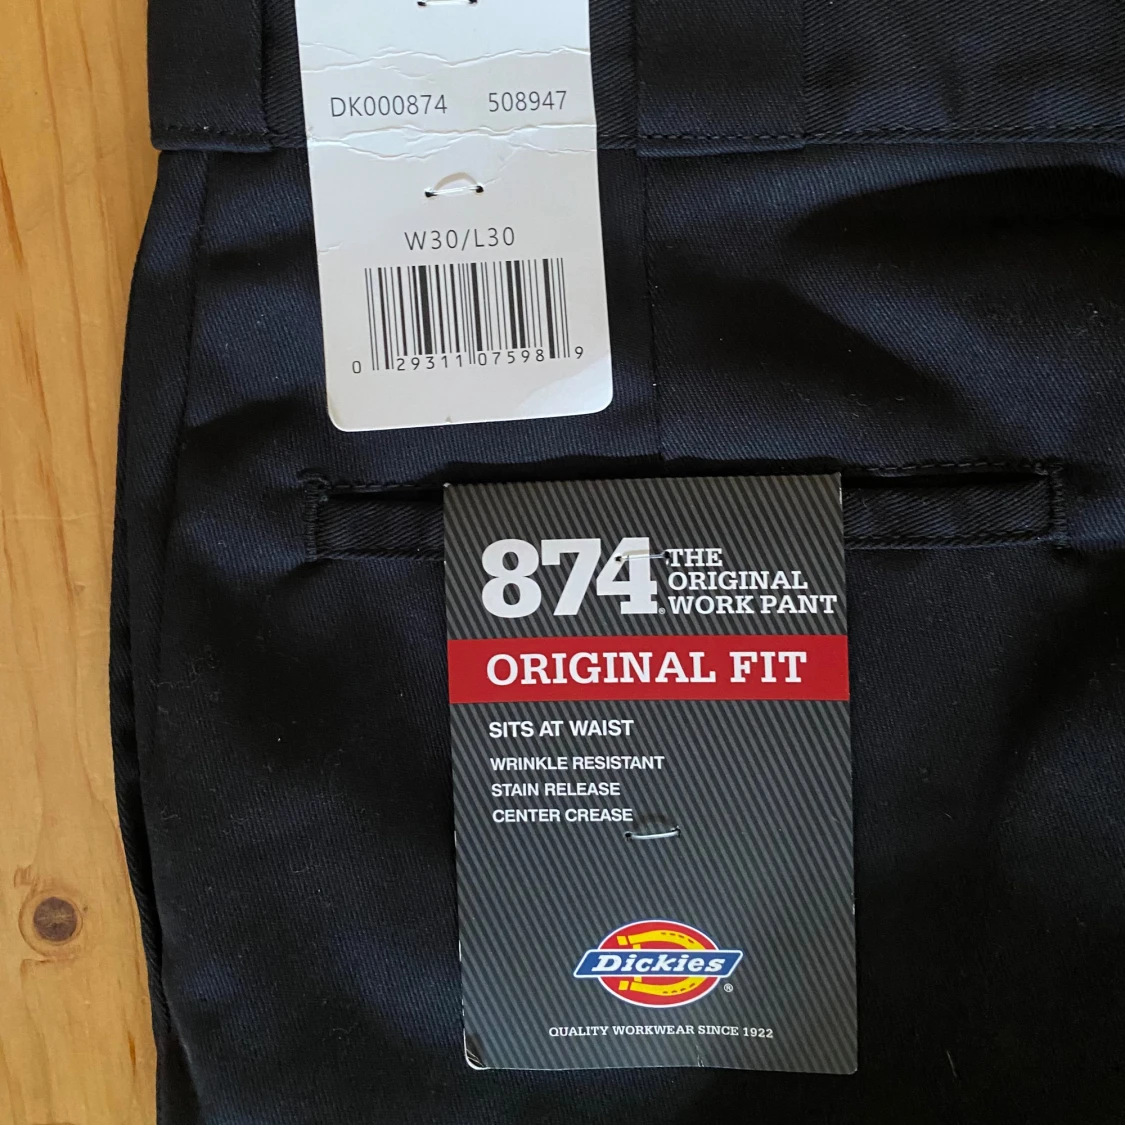 DK000874 508947
W30/L30
0 29311 07598 9
874® THE
ORIGINAL
WORK PANT
ORIGINAL FIT
SITS AT WAIST
WRINKLE RESISTANT
STAIN RELEASE
CENTER CREASE
Dickies®
QUALITY WORKWEAR SINCE 1922